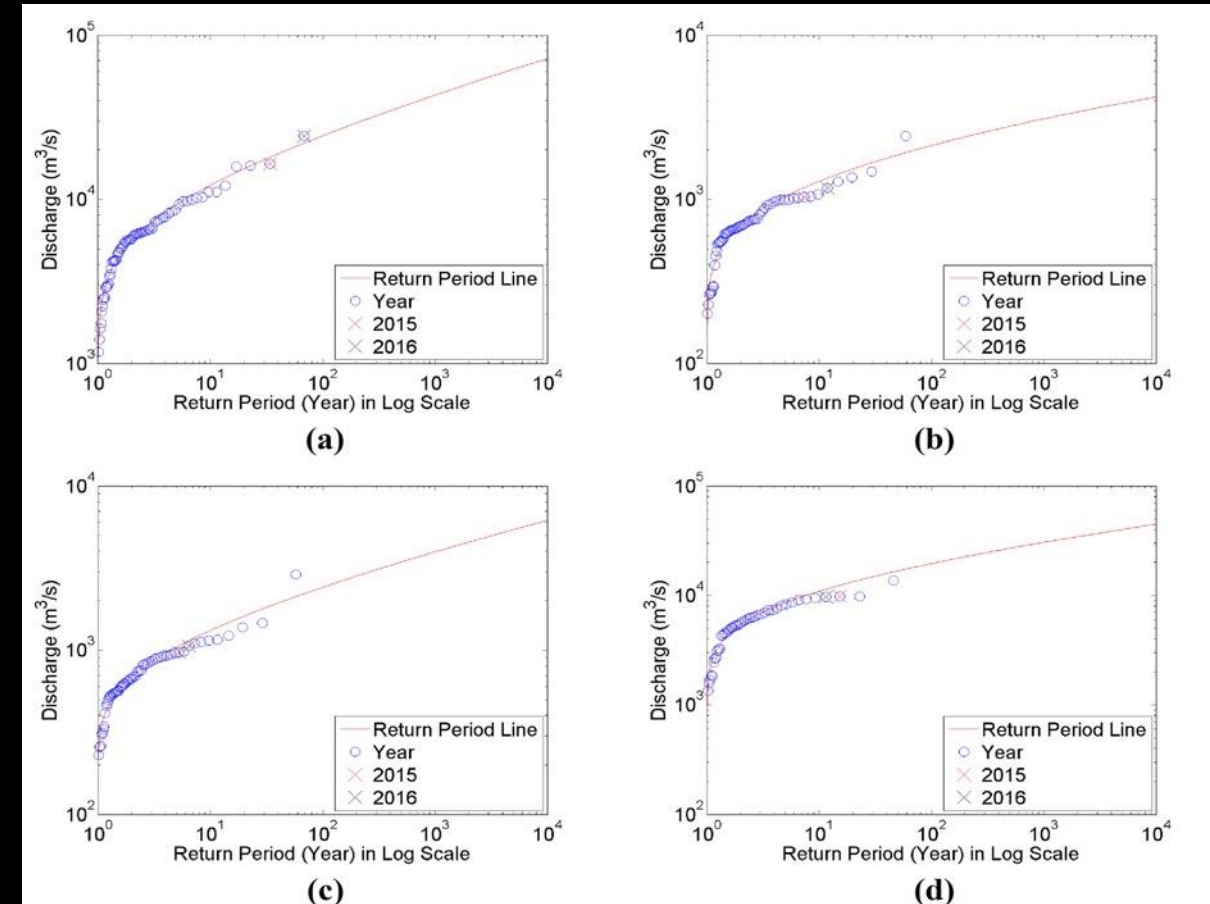 10^5
10^4
10^3
Discharge (m^3/s)
10^0 10^1 10^2 10^3 10^4
Return Period (Year) in Log Scale
Return Period Line
Year
2015
2016
(a)
10^4
10^3
10^2
Discharge (m^3/s)
10^0 10^1 10^2 10^3 10^4
Return Period (Year) in Log Scale
Return Period Line
Year
2015
2016
(b)
10^4
10^3
10^2
Discharge (m^3/s)
10^0 10^1 10^2 10^3 10^4
Return Period (Year) in Log Scale
Return Period Line
Year
2015
2016
(c)
10^5
10^4
10^3
10^2
Discharge (m^3/s)
10^0 10^1 10^2 10^3 10^4
Return Period (Year) in Log Scale
Return Period Line
Year
2015
2016
(d)